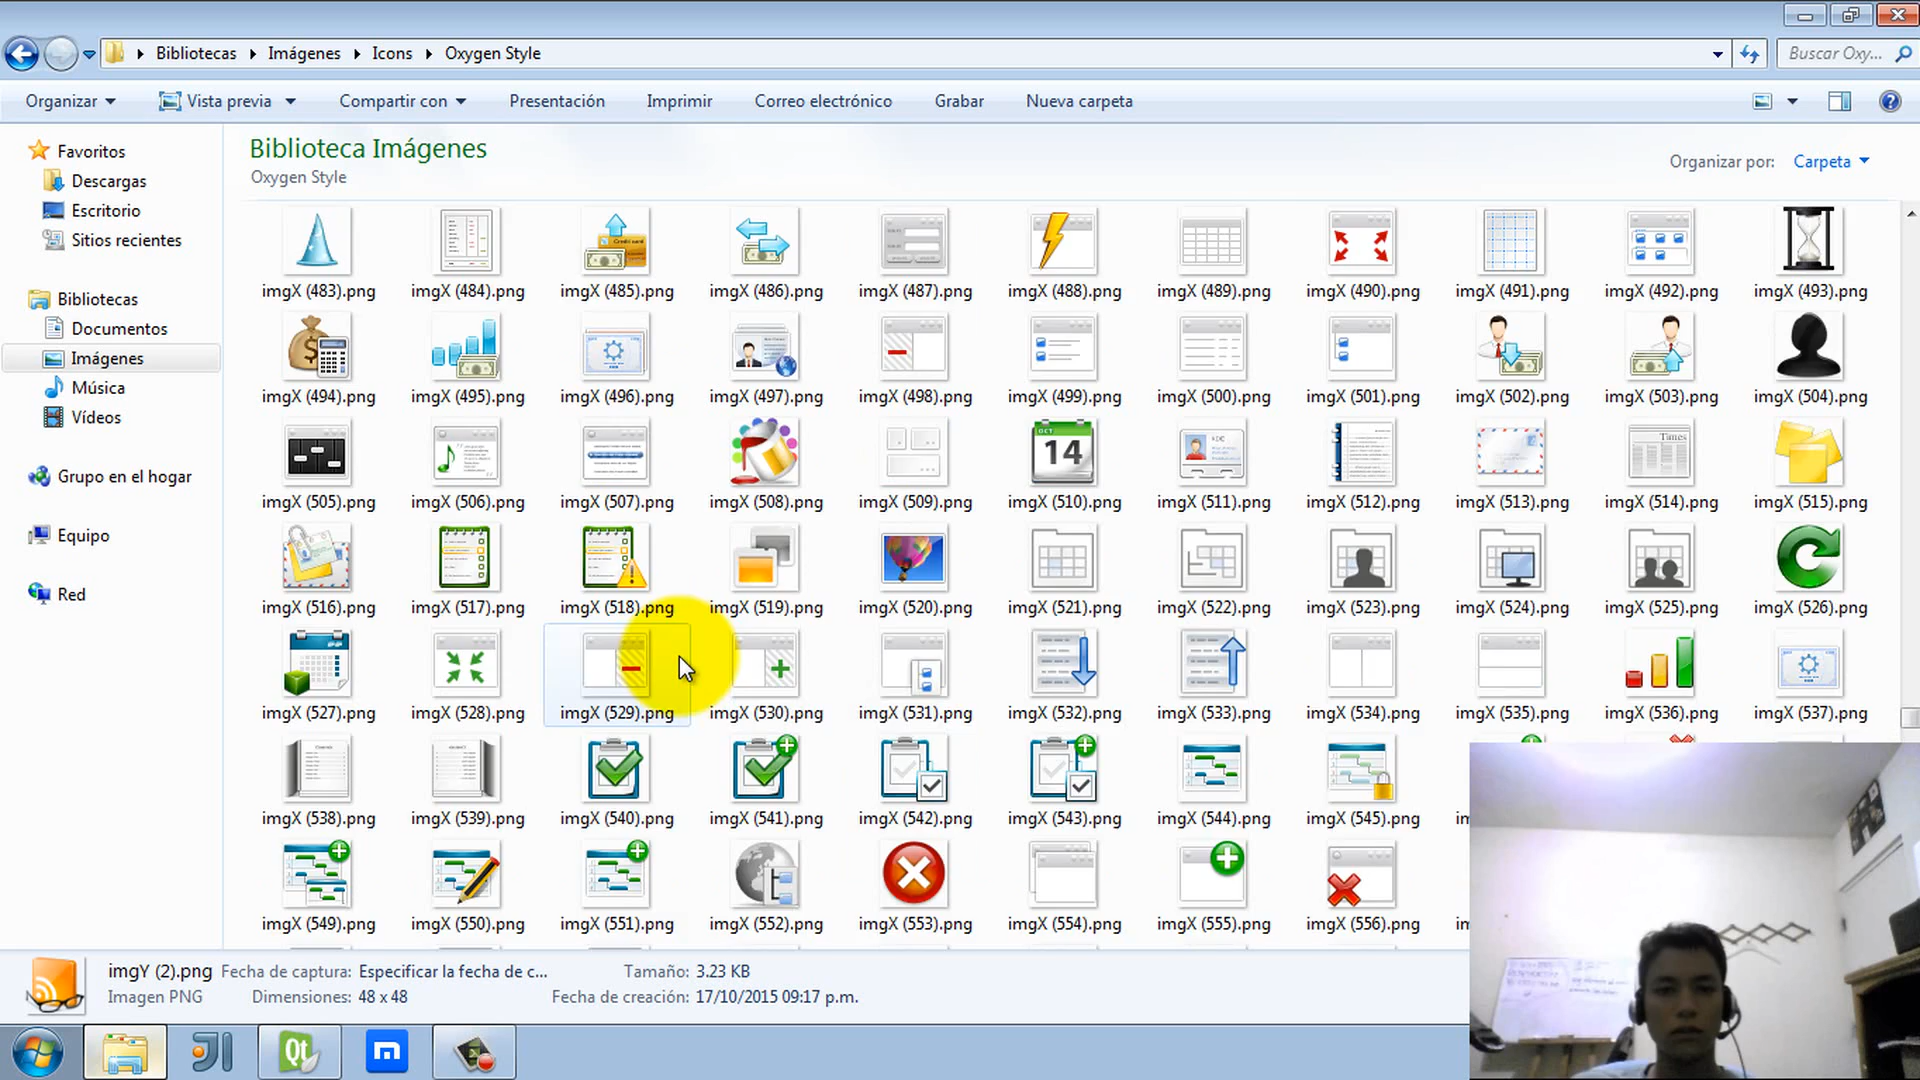 Bibliotecas Imágenes Icons Oxygen Style
Buscar Oxy...
Organizar Vista previa Compartir con Presentación Imprimir Correo electrónico Grabar Nueva carpeta
Favoritos
Descargas
Escritorio
Sitios recientes
Bibliotecas
Documentos
Imágenes
Música
Vídeos
Grupo en el hogar
Equipo
Red
Biblioteca Imágenes
Oxygen Style
Organizar por: Carpeta
imgX (483).png imgX (484).png imgX (485).png imgX (486).png imgX (487).png imgX (488).png imgX (489).png imgX (490).png imgX (491).png imgX (492).png imgX (493).png
imgX (494).png imgX (495).png imgX (496).png imgX (497).png imgX (498).png imgX (499).png imgX (500).png imgX (501).png imgX (502).png imgX (503).png imgX (504).png
OCT
14
Times
imgX (505).png imgX (506).png imgX (507).png imgX (508).png imgX (509).png imgX (510).png imgX (511).png imgX (512).png imgX (513).png imgX (514).png imgX (515).png
imgX (516).png imgX (517).png imgX (518).png imgX (519).png imgX (520).png imgX (521).png imgX (522).png imgX (523).png imgX (524).png imgX (525).png imgX (526).png
imgX (527).png imgX (528).png imgX (529).png imgX (530).png imgX (531).png imgX (532).png imgX (533).png imgX (534).png imgX (535).png imgX (536).png imgX (537).png
imgX (538).png imgX (539).png imgX (540).png imgX (541).png imgX (542).png imgX (543).png imgX (544).png imgX (545).png
imgX (549).png imgX (550).png imgX (551).png imgX (552).png imgX (553).png imgX (554).png imgX (555).png imgX (556).png
imgY (2).png Fecha de captura: Especificar la fecha de c... Tamaño: 3.23 KB
Imagen PNG Dimensiones: 48 x 48 Fecha de creación: 17/10/2015 09:17 p.m.
Qt
m